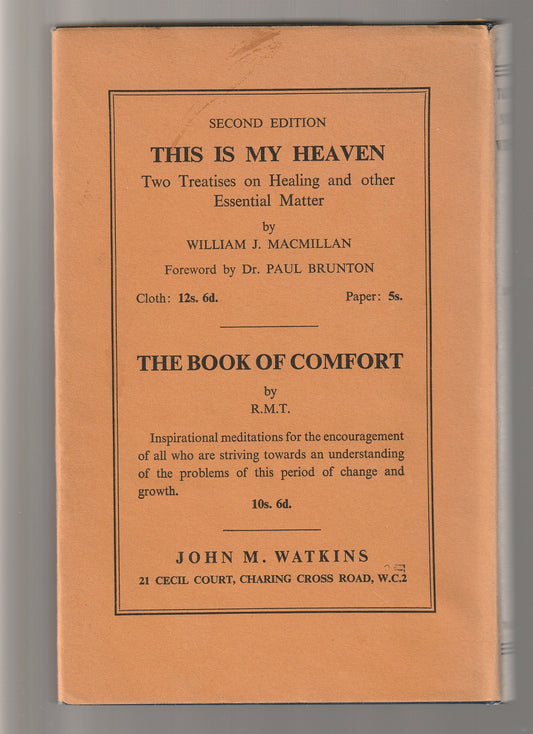 SECOND EDITION
THIS IS MY HEAVEN
Two Treatises on Healing and other
Essential Matter
by
WILLIAM J. MACMILLAN
Foreword by Dr. PAUL BRUNTON
Cloth: 12s. 6d. Paper: 5s.
THE BOOK OF COMFORT
by
R.M.T.
Inspirational meditations for the encouragement
of all who are striving towards an understanding
of the problems of this period of change and
growth.
10s. 6d.
JOHN M. WATKINS
21 CECIL COURT, CHARING CROSS ROAD, W.C.2